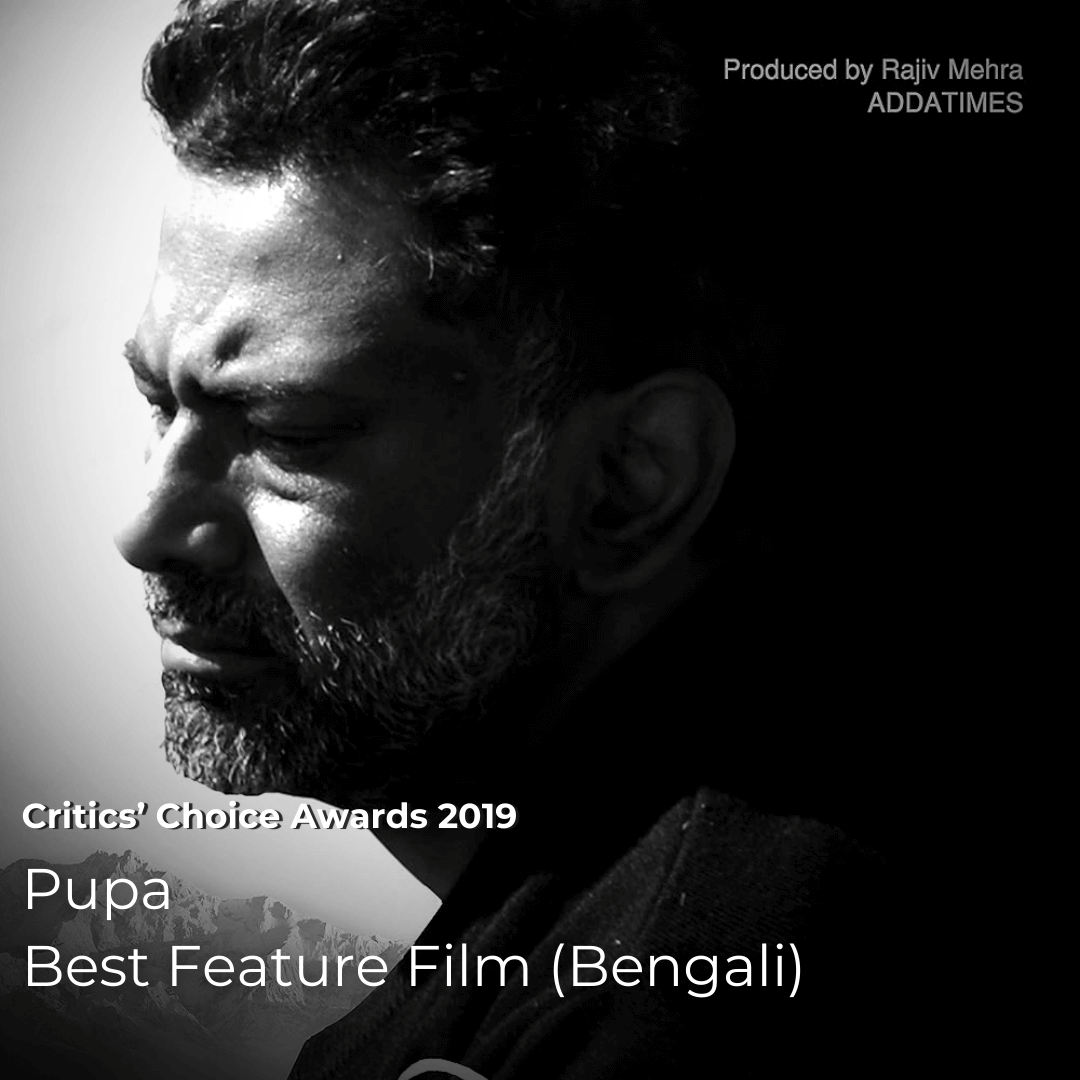 Produced by Rajiv Mehra
ADDATIMES
Critics’ Choice Awards 2019
Pupa
Best Feature Film (Bengali)